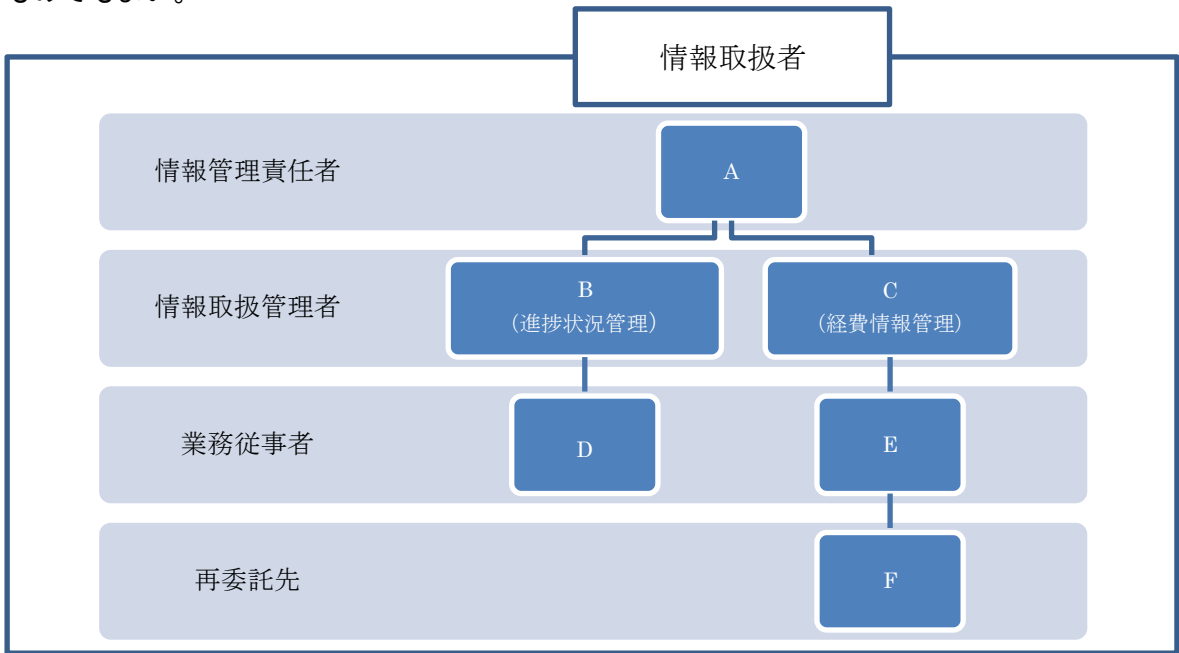 情報取扱者
情報管理責任者
A
情報取扱管理者
B
(進捗状況管理)
C
(経費情報管理)
業務従事者
D
E
再委託先
F